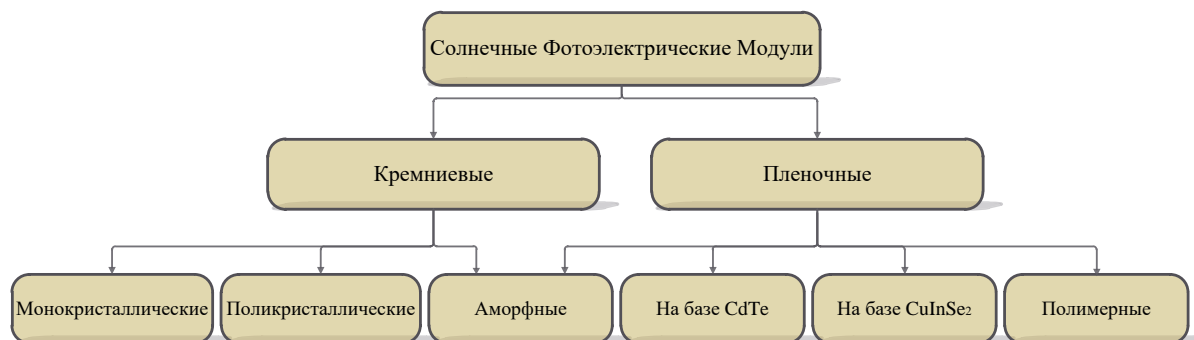 Солнечные Фотоэлектрические Модули
Кремниевые
Пленочные
Монокристаллические
Поликристаллические
Аморфные
На базе CdTe
На базе CuInSe₂
Полимерные